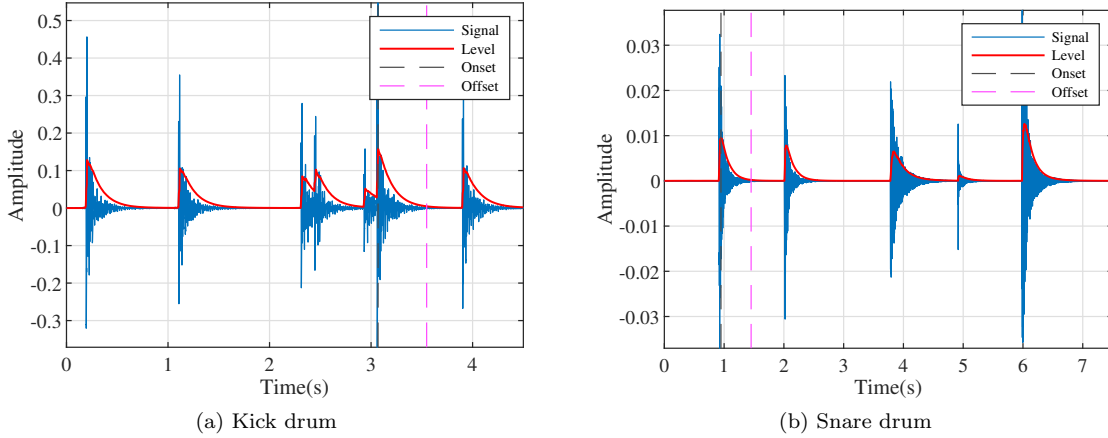 0.5
0.4
0.3
0.2
0.1
0
-0.1
-0.2
-0.3
Amplitude
0 1 2 3 4
Time(s)
Signal
Level
Onset
Offset
(a) Kick drum
0.03
0.02
0.01
0
-0.01
-0.02
-0.03
Amplitude
0 1 2 3 4 5 6 7
Time(s)
Signal
Level
Onset
Offset
(b) Snare drum